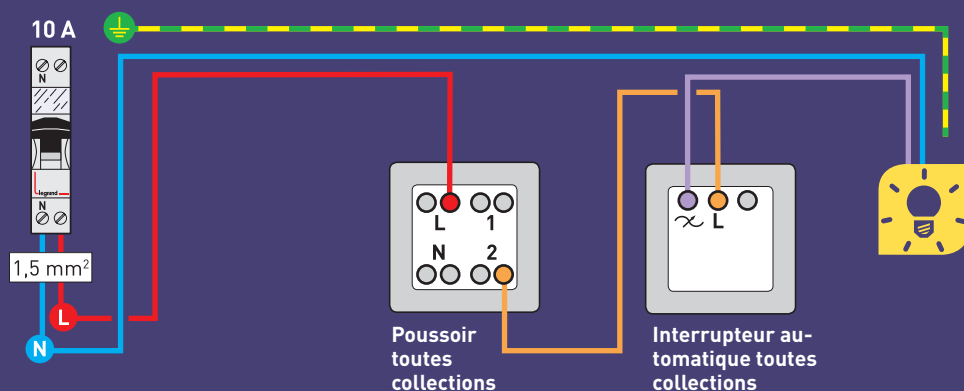 10 A
N
legrand
N
1,5 mm²
L
N
L 1
N 2
L
Poussoir
toutes
collections
Interrupteur au-
tomatique toutes
collections